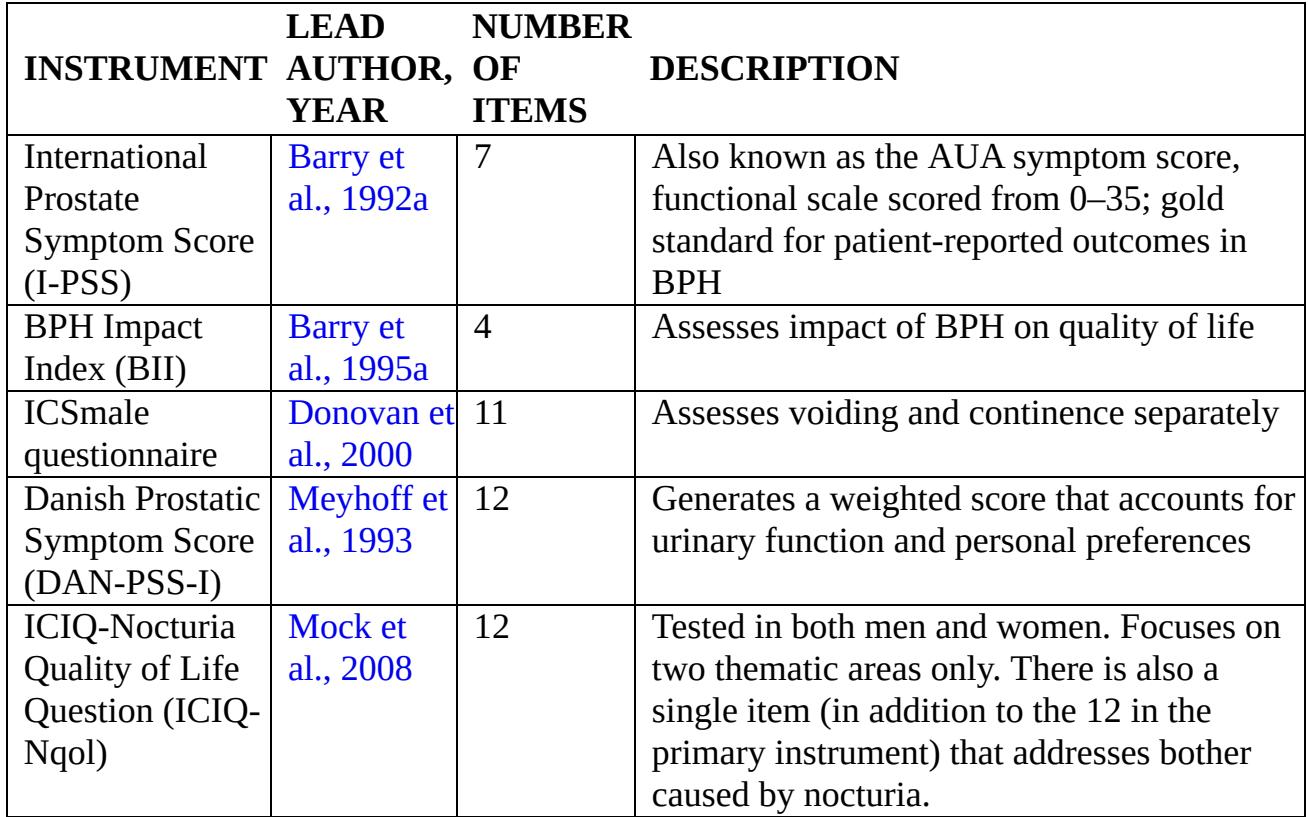 INSTRUMENT LEAD AUTHOR, YEAR NUMBER OF ITEMS DESCRIPTION
International Prostate Symptom Score (I-PSS)
Barry et al., 1992a
7
Also known as the AUA symptom score,
functional scale scored from 0–35; gold
standard for patient-reported outcomes in
BPH
BPH Impact
Index (BII)
Barry et
al., 1995a
4
Assesses impact of BPH on quality of life
ICSmale
questionnaire
Donovan et
al., 2000
11
Assesses voiding and continence separately
Danish Prostatic
Symptom Score
(DAN-PSS-I)
Meyhoff et
al., 1993
12
Generates a weighted score that accounts for
urinary function and personal preferences
ICIQ-Nocturia
Quality of Life
Question (ICIQ-
Nqol)
Mock et
al., 2008
12
Tested in both men and women. Focuses on
two thematic areas only. There is also a
single item (in addition to the 12 in the
primary instrument) that addresses bother
caused by nocturia.